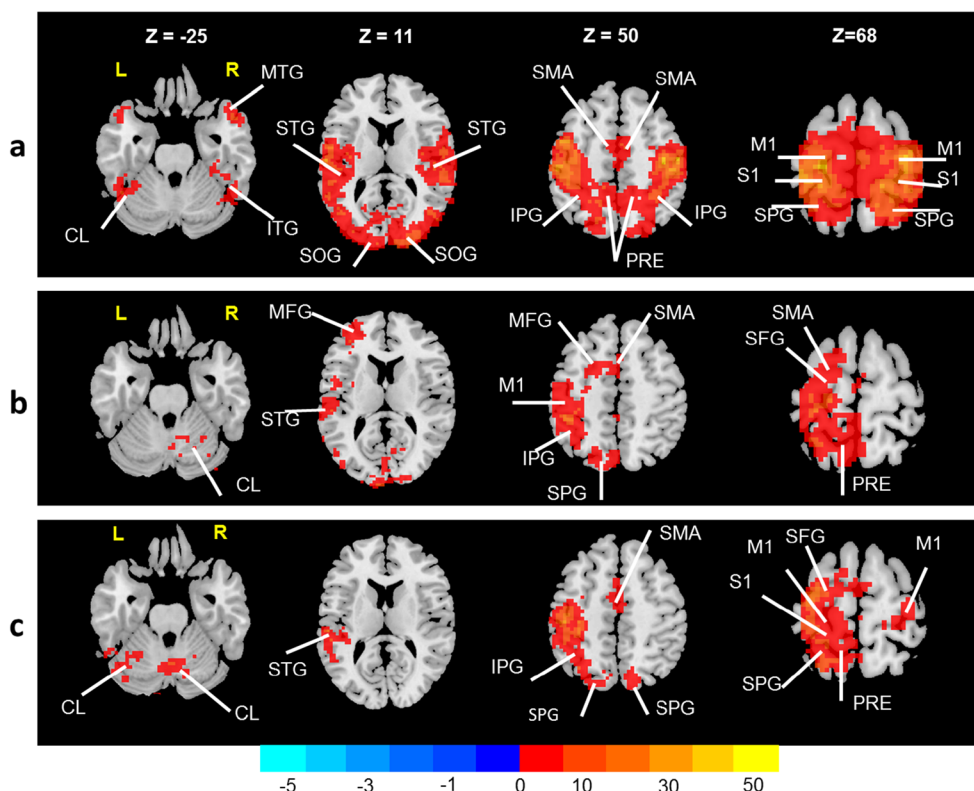 Z = -25 Z = 11 Z = 50 Z=68
L R MTG SMA SMA
STG STG
a M1 M1
S1 S1
CL ITG IPG IPG SPG SPG
SOG SOG PRE
L R MFG MFG SMA SMA
SFG
b M1
STG
IPG
CL SPG PRE
L R SMA SFG
M1 M1
S1
c STG IPG
CL CL SPG SPG SPG PRE
-5 -3 -1 0 10 30 50